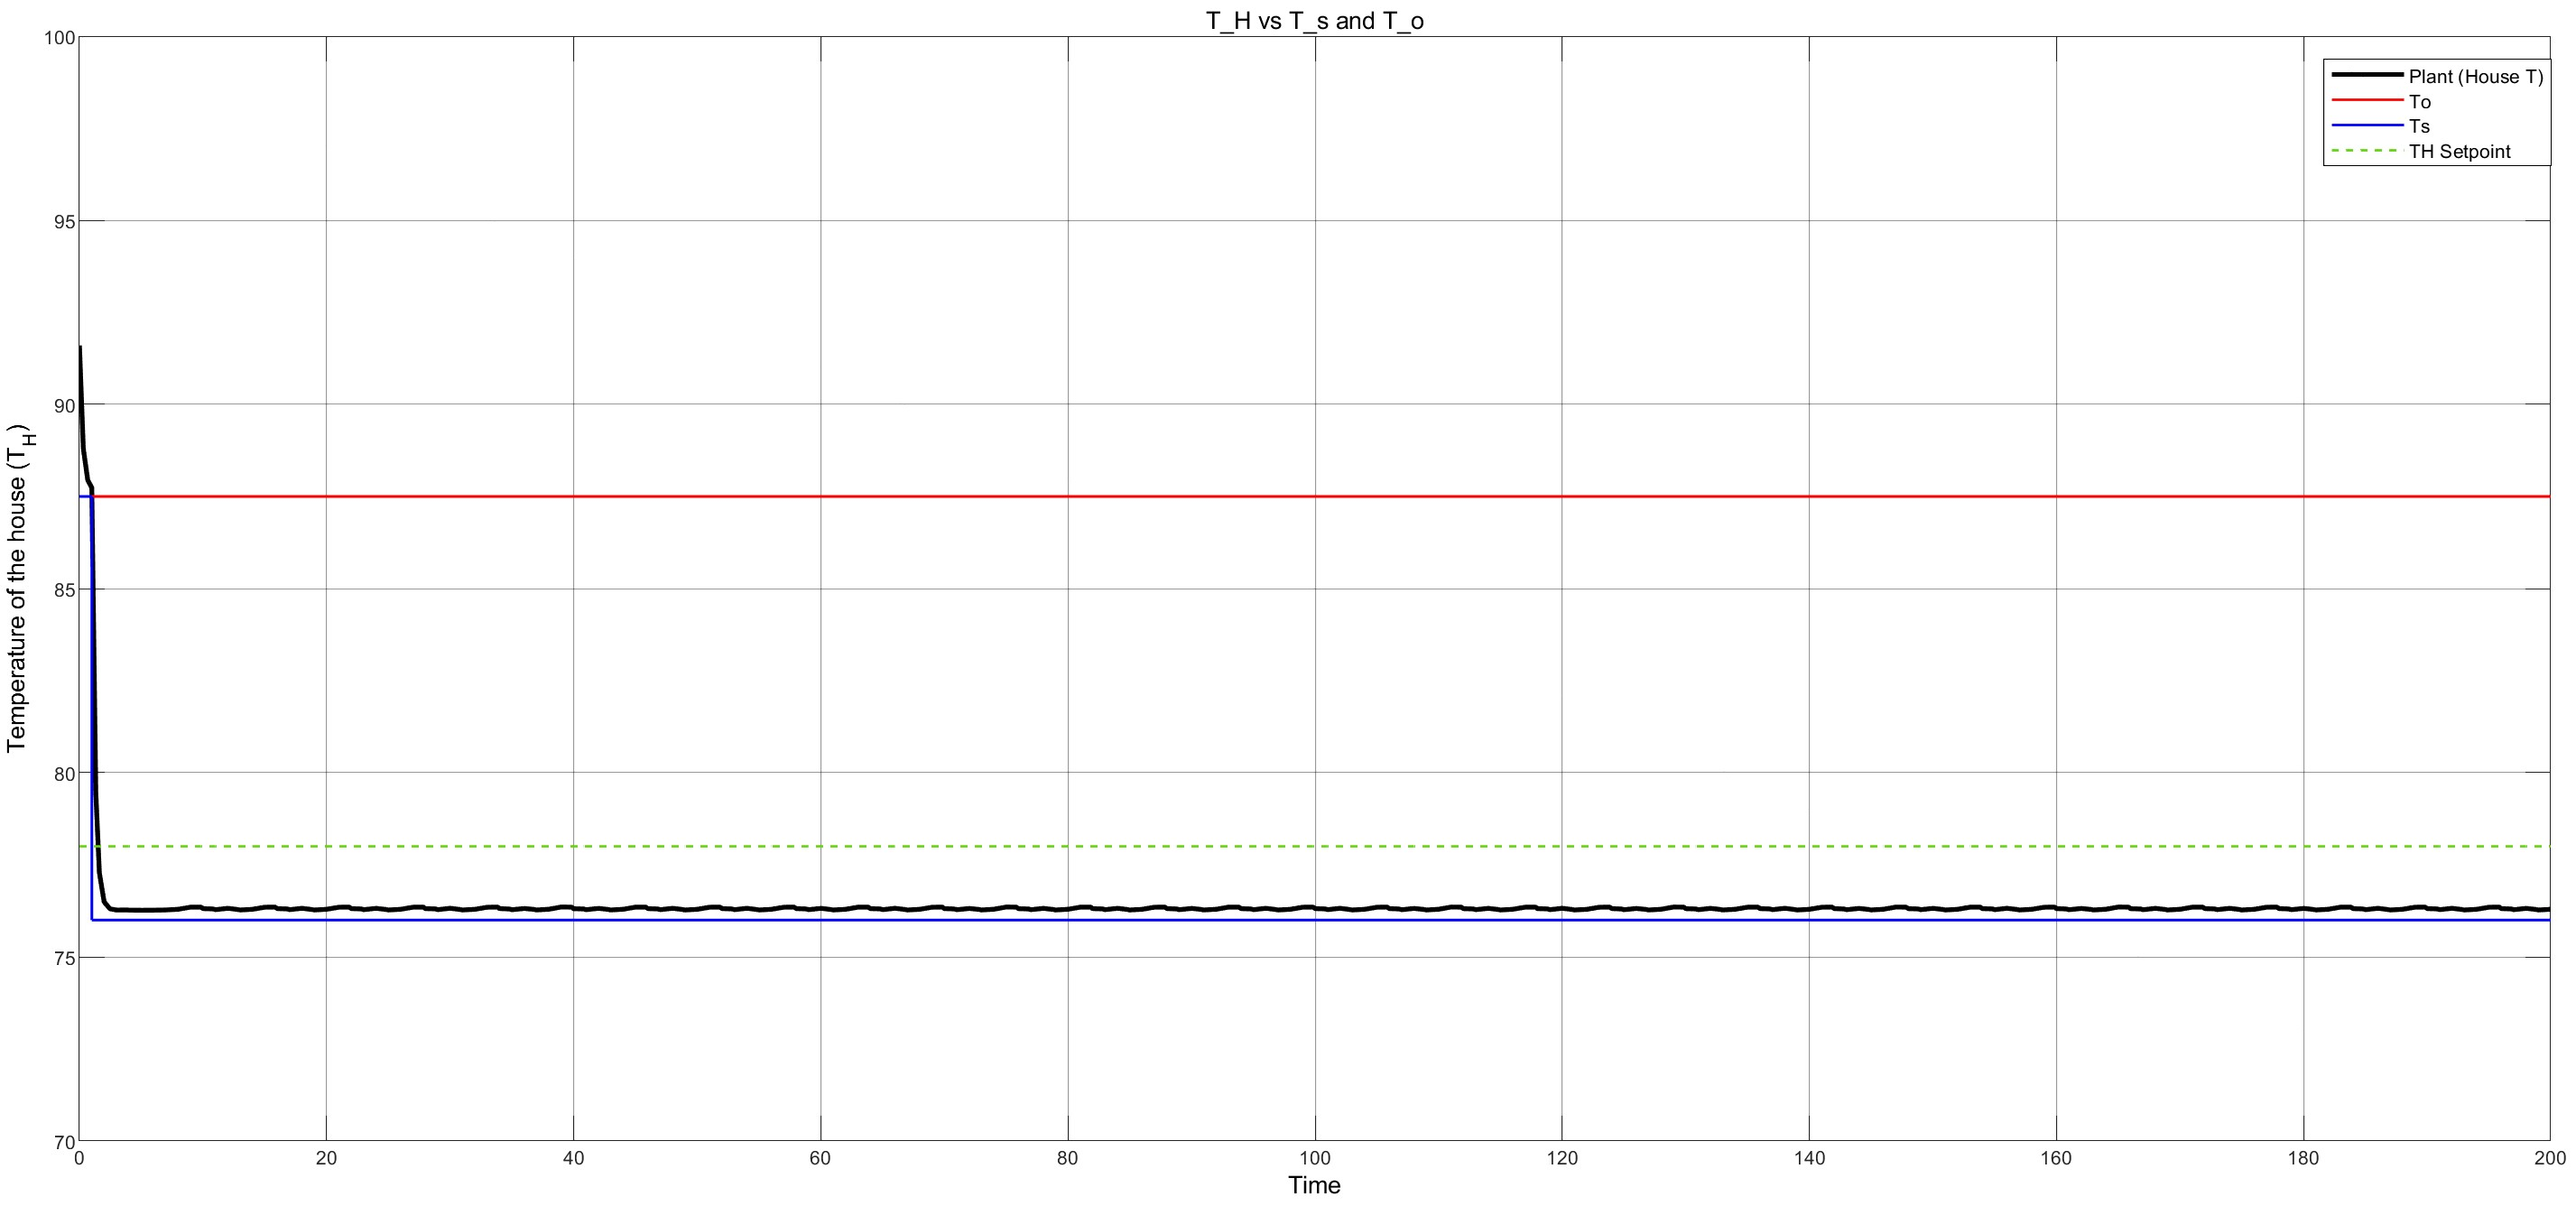 T_H vs T_s and T_o
100
95
90
85
80
75
70
Temperature of the house (T_H)
Plant (House T)
To
Ts
TH Setpoint
0 20 40 60 80 100 120 140 160 180 200
Time